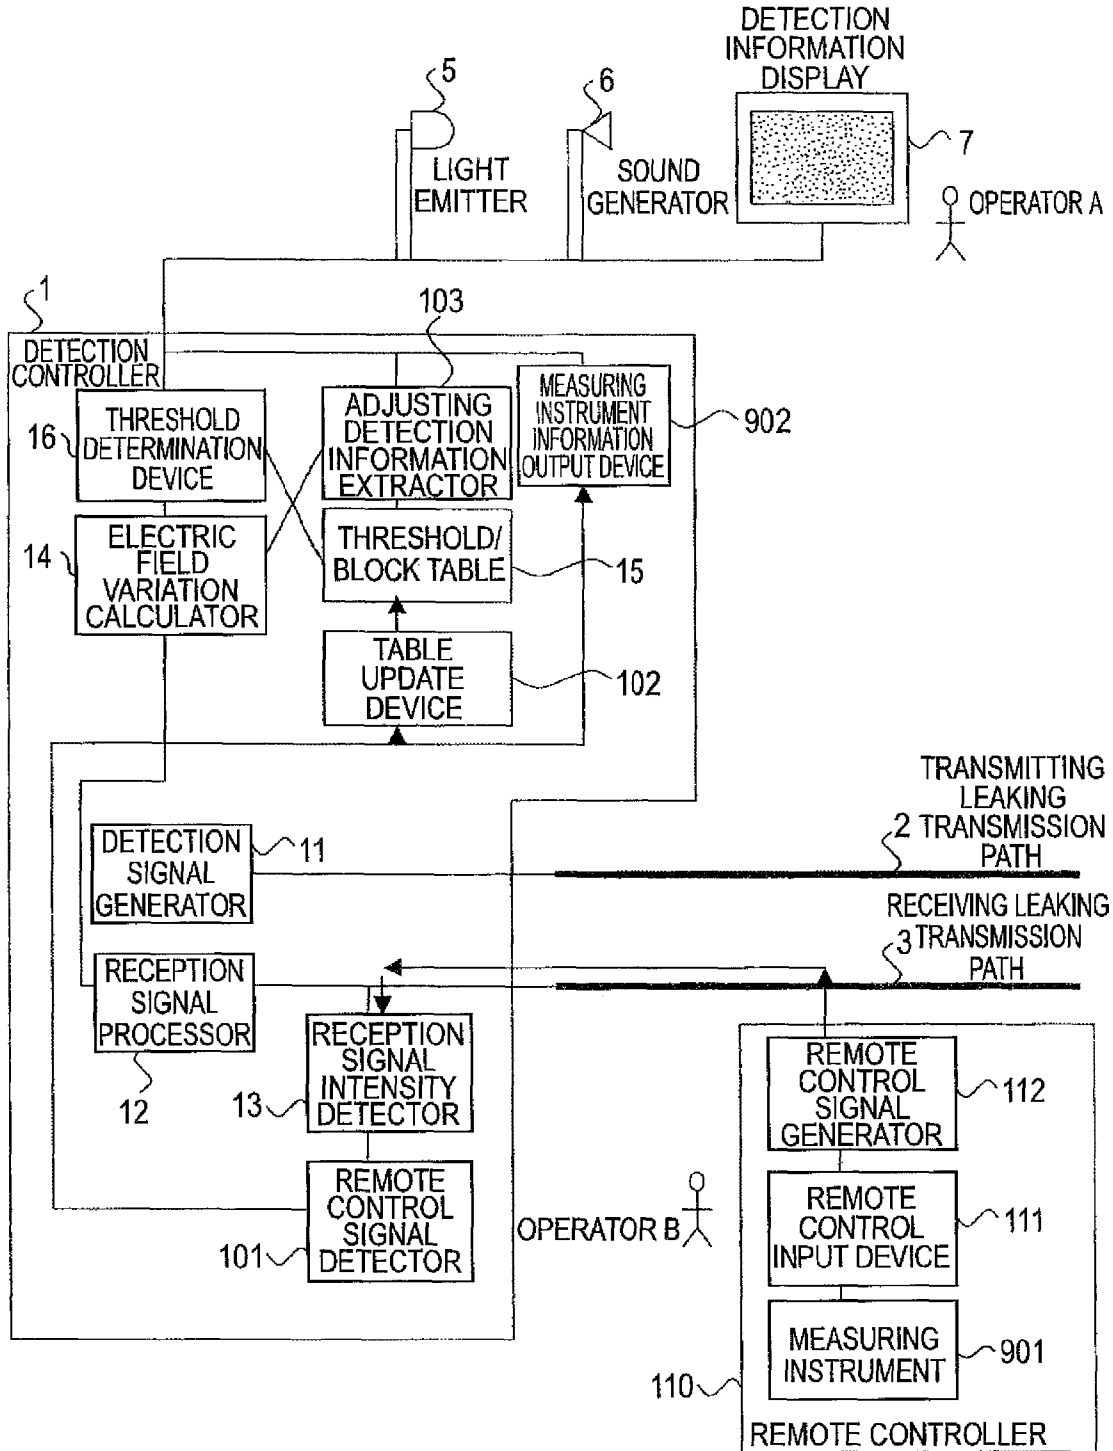 DETECTION
INFORMATION
DISPLAY
5
6
7
LIGHT
EMITTER
SOUND
GENERATOR
OPERATOR A
1
103
DETECTION
CONTROLLER
THRESHOLD
DETERMINATION
DEVICE
16
ADJUSTING
DETECTION
INFORMATION
EXTRACTOR
MEASURING
INSTRUMENT
INFORMATION
OUTPUT DEVICE
902
ELECTRIC
FIELD
VARIATION
CALCULATOR
14
THRESHOLD/
BLOCK TABLE
15
TABLE
UPDATE
DEVICE
102
TRANSMITTING
LEAKING
TRANSMISSION
PATH
2
DETECTION
SIGNAL
GENERATOR
11
RECEIVING LEAKING
TRANSMISSION
PATH
3
RECEPTION
SIGNAL
PROCESSOR
12
RECEPTION
SIGNAL
INTENSITY
DETECTOR
13
REMOTE
CONTROL
SIGNAL
GENERATOR
112
REMOTE
CONTROL
SIGNAL
DETECTOR
101
OPERATOR B
REMOTE
CONTROL
INPUT DEVICE
111
MEASURING
INSTRUMENT
901
110
REMOTE CONTROLLER